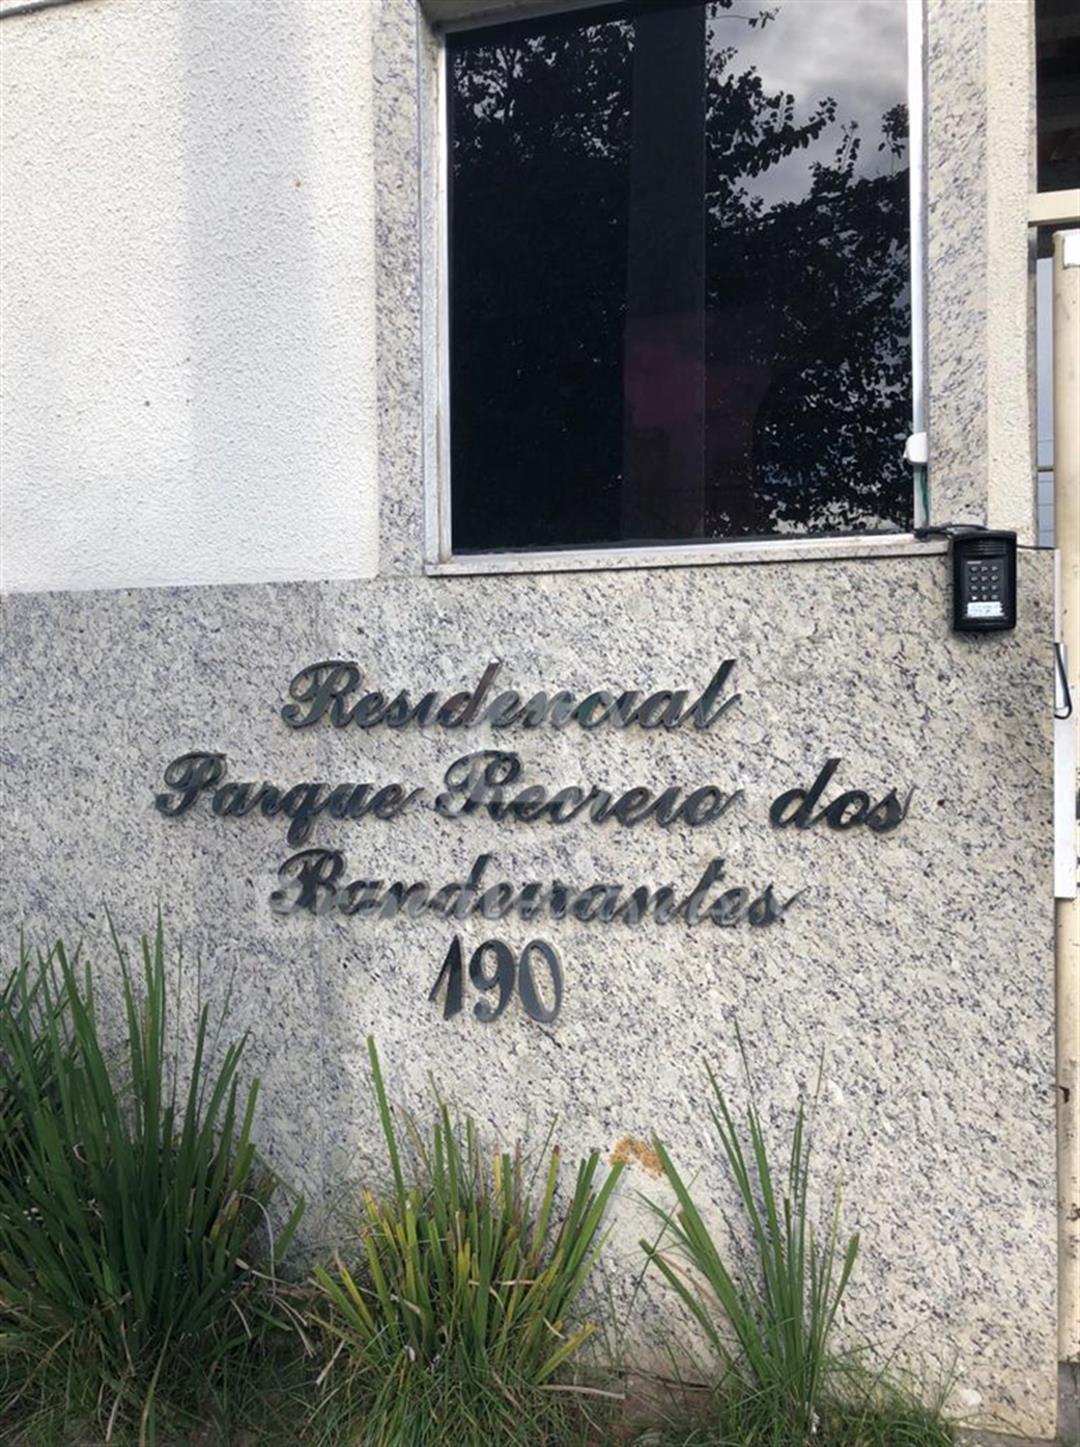 Residencial
Parque Recreio dos
Bandeirantes
190